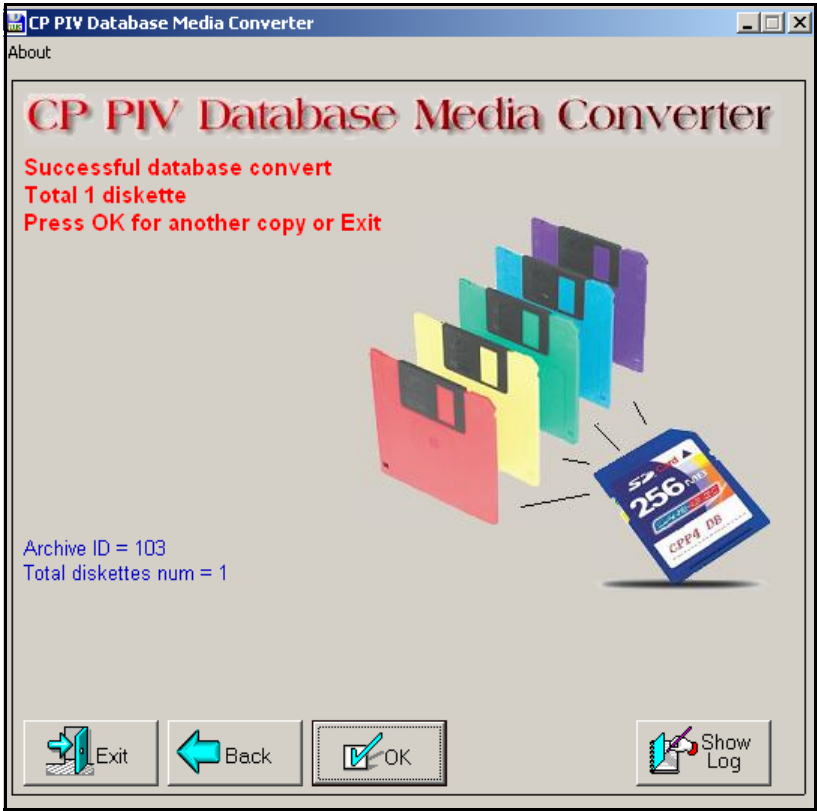 CP PIV Database Media Converter
About
CP PIV Database Media Converter
Successful database convert
Total 1 diskette
Press OK for another copy or Exit
SD Card
256 MB
CPP4 DB
Archive ID = 103
Total diskettes num = 1
Exit
Back
OK
Show
Log